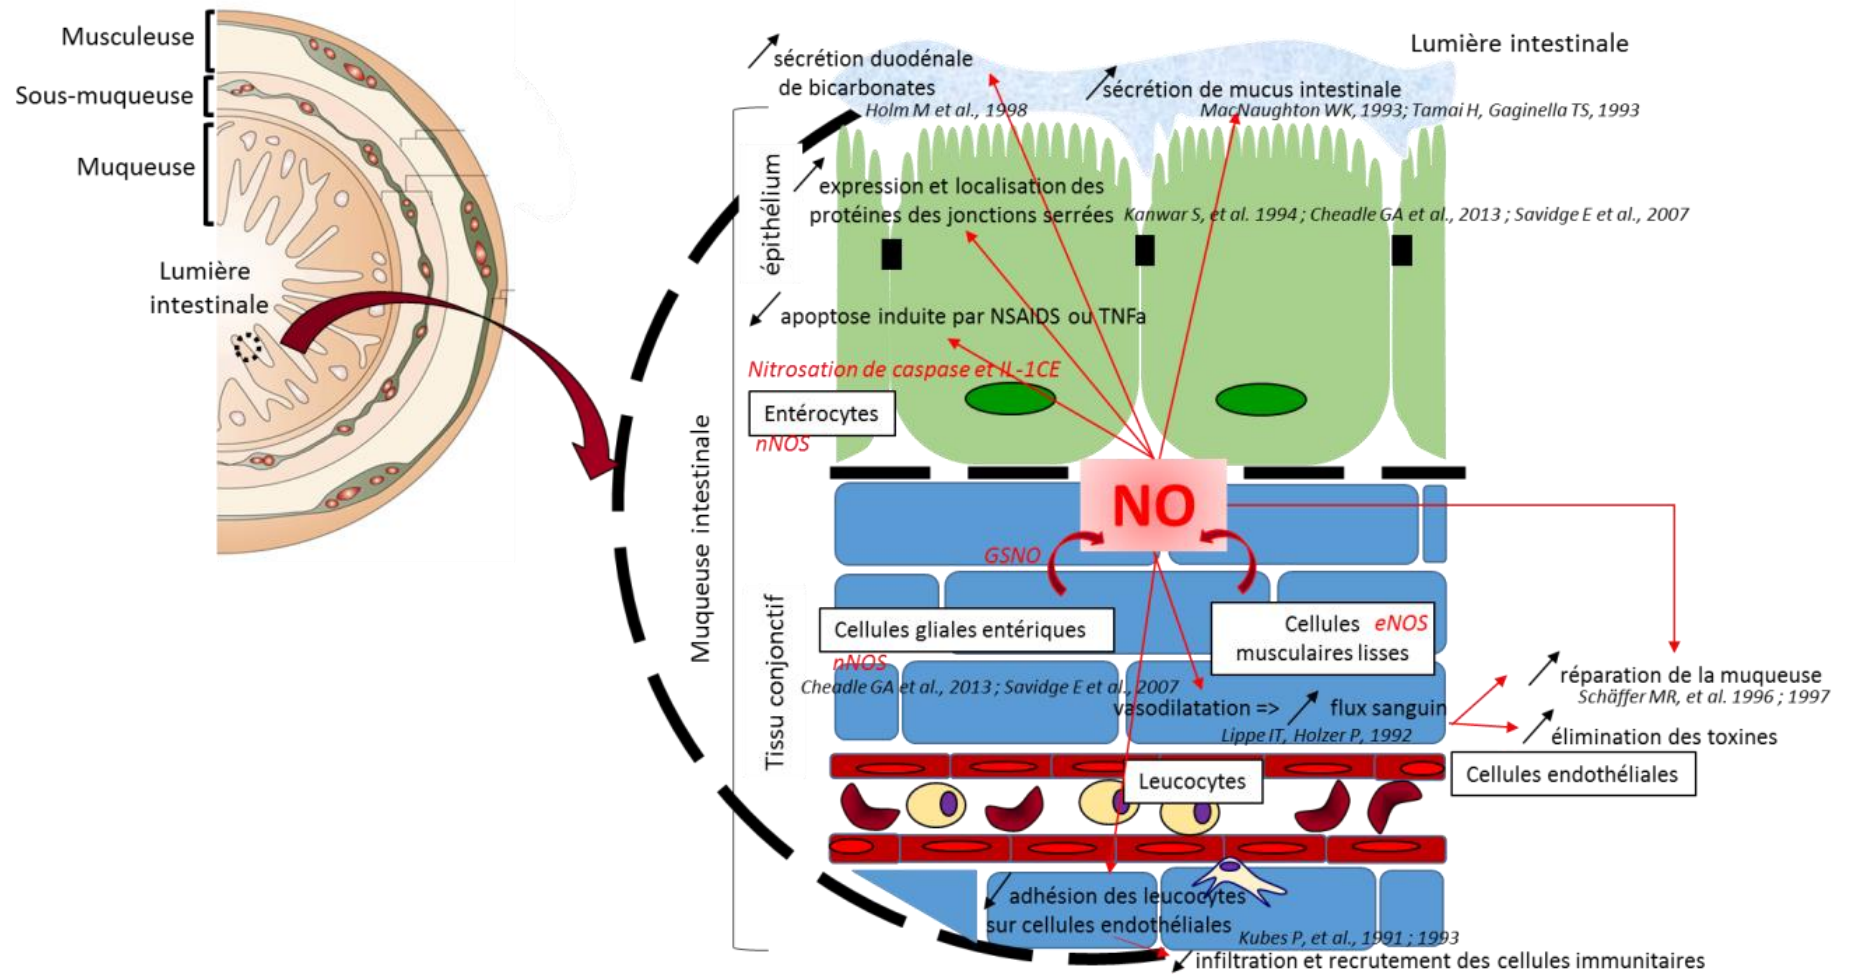 Musculeuse
Sous-muqueuse
Muqueuse
Lumière
intestinale
Lumière intestinale
sécrétion duodénale
de bicarbonates
Holm M et al., 1998
sécrétion de mucus intestinale
MacNaughton WK, 1993; Tamai H, Gaginella TS, 1993
épithélium
expression et localisation des
protéines des jonctions serrées
Kanwar S, et al. 1994 ; Cheadle GA et al., 2013 ; Savidge E et al., 2007
apoptose induite par NSAIDS ou TNFa
Nitrosation de caspase et IL-1CE
Entérocytes
nNOS
Muqueuse intestinale
NO
GSNO
Tissu conjonctif
Cellules gliales entériques
nNOS
Cheadle GA et al., 2013 ; Savidge E et al., 2007
Cellules eNOS
musculaires lisses
vasodilatation => flux sanguin
Lippe IT, Holzer P, 1992
réparation de la muqueuse
Schäffer MR, et al. 1996 ; 1997
élimination des toxines
Cellules endothéliales
Leucocytes
adhésion des leucocytes
sur cellules endothéliales
Kubes P, et al., 1991 ; 1993
infiltration et recrutement des cellules immunitaires